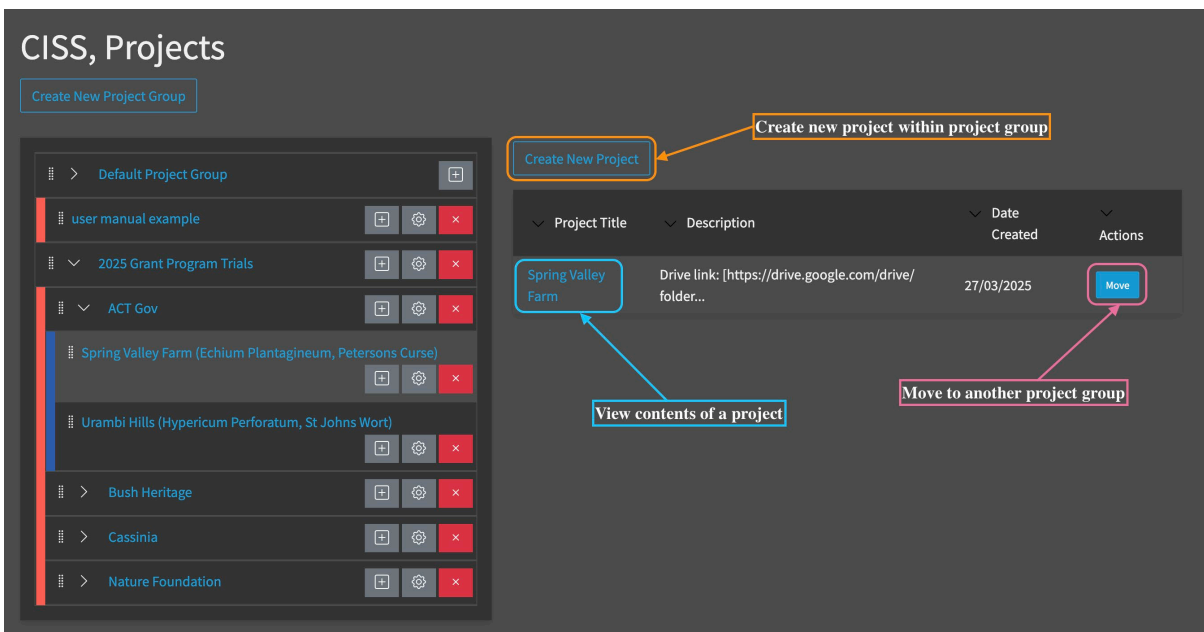 CISS, Projects
Create New Project Group
Default Project Group
user manual example
2025 Grant Program Trials
ACT Gov
Spring Valley Farm (Echium Plantagineum, Petersons Curse)
Urambi Hills (Hypericum Perforatum, St Johns Wort)
Bush Heritage
Cassinia
Nature Foundation
Create new project within project group
Create New Project
Project Title
Description
Date
Created
Actions
Spring Valley
Farm
Drive link: [https://drive.google.com/drive/
folder...
27/03/2025
Move
View contents of a project
Move to another project group